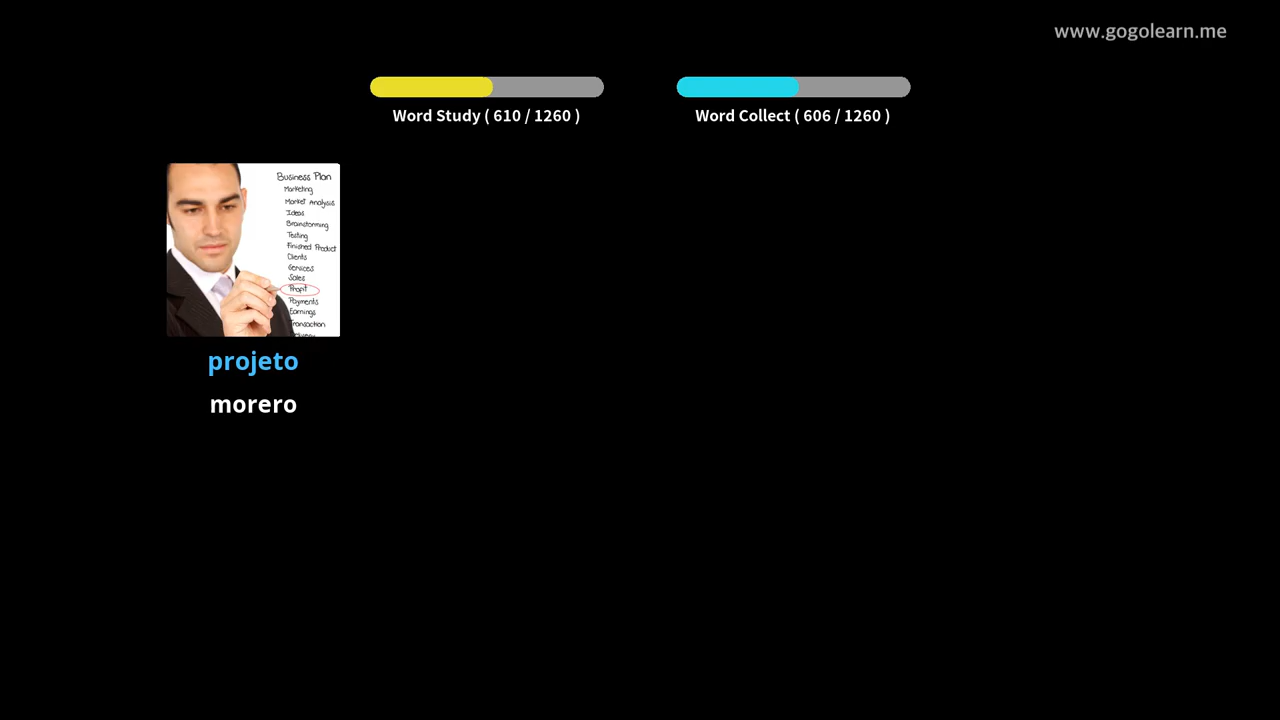 www.gogolearn.me
Word Study ( 610 / 1260 )
Word Collect ( 606 / 1260 )
Business Plan
Marketing
Market Analysis
Ideas
Brainstorming
Testing
Finished Product
Clients
Services
Sales
Profit
Payments
Earnings
Transaction
Delivery
projeto
morero